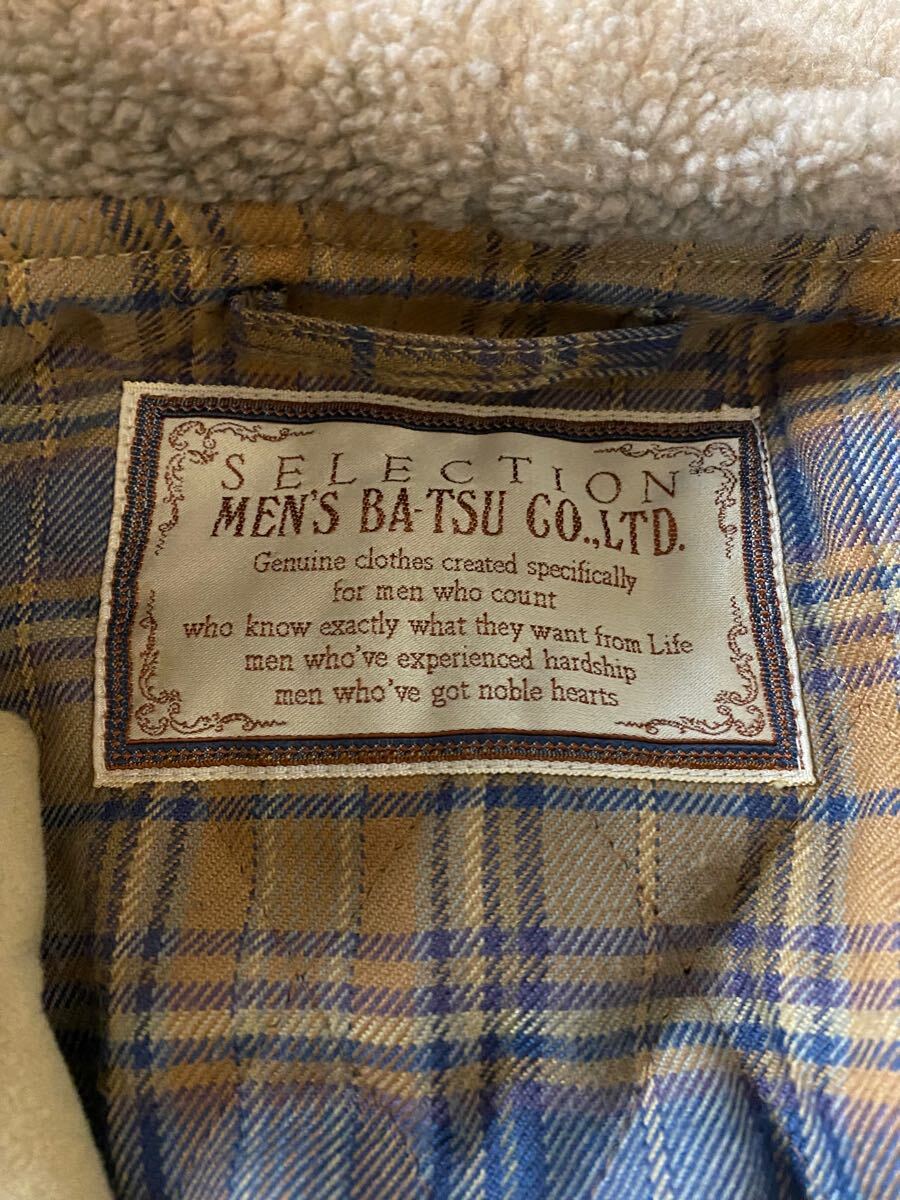 SELECTION
MEN'S BA-TSU CO.,LTD.
Genuine clothes created specifically
for men who count
who know exactly what they want from Life
men who've experienced hardship
men who've got noble hearts